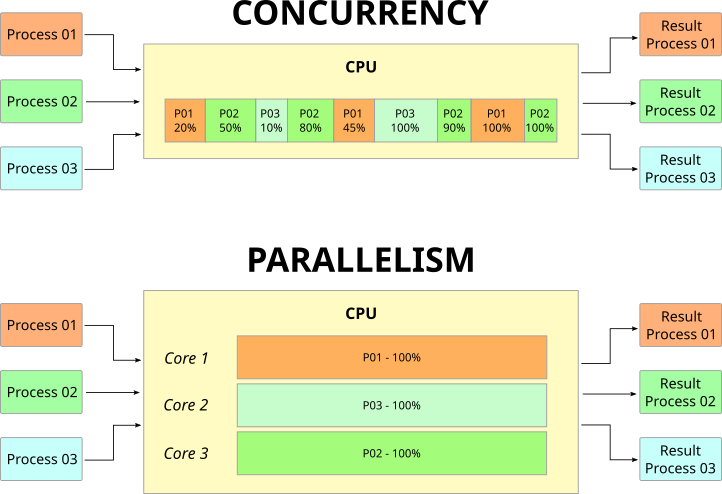 CONCURRENCY
Process 01
Process 02
Process 03
CPU
P01 P02 P03 P02 P01 P03 P02 P01 P02
20% 50% 10% 80% 45% 100% 90% 100% 100%
Result
Process 01
Result
Process 02
Result
Process 03
PARALLELISM
Process 01
Process 02
Process 03
CPU
Core 1 P01 - 100%
Core 2 P03 - 100%
Core 3 P02 - 100%
Result
Process 01
Result
Process 02
Result
Process 03